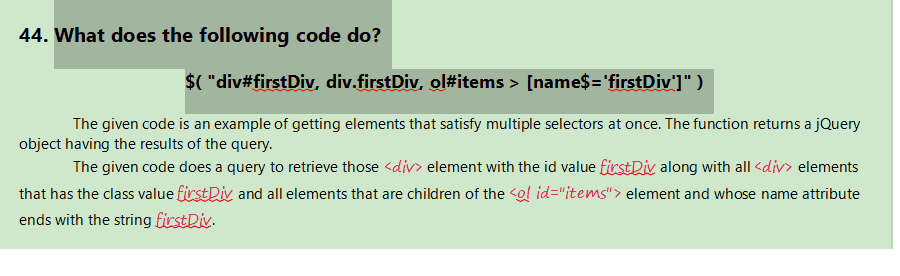 44. What does the following code do?
$( "div#firstDiv, div.firstDiv, ol#items > [name$='firstDiv']" )
The given code is an example of getting elements that satisfy multiple selectors at once. The function returns a jQuery
object having the results of the query.
The given code does a query to retrieve those <div> element with the id value firstDiv along with all <div> elements
that has the class value firstDiv and all elements that are children of the <ol id="items"> element and whose name attribute
ends with the string firstDiv.